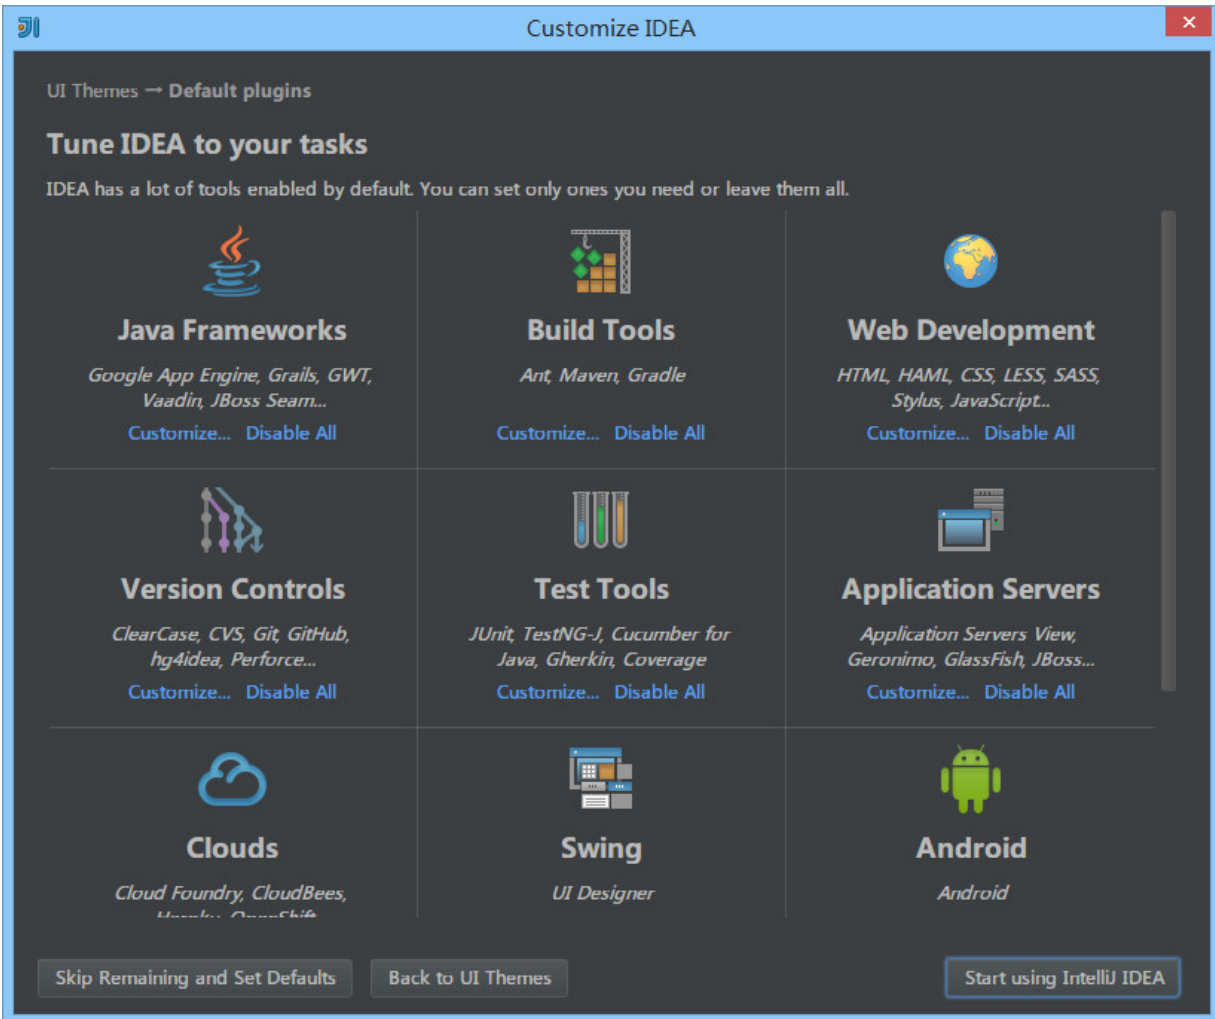 Customize IDEA
UI Themes → Default plugins
Tune IDEA to your tasks
IDEA has a lot of tools enabled by default. You can set only ones you need or leave them all.
Java Frameworks
Google App Engine, Grails, GWT,
Vaadin, JBoss Seam...
Customize... Disable All
Build Tools
Ant, Maven, Gradle
Customize... Disable All
Web Development
HTML, HAML, CSS, LESS, SASS,
Stylus, JavaScript...
Customize... Disable All
Version Controls
ClearCase, CVS, Git, GitHub,
hg4idea, Perforce...
Customize... Disable All
Test Tools
JUnit, TestNG-J, Cucumber for
Java, Gherkin, Coverage
Customize... Disable All
Application Servers
Application Servers View,
Geronimo, GlassFish, JBoss...
Customize... Disable All
Clouds
Cloud Foundry, CloudBees,
Heroku, OpenShift
Swing
UI Designer
Android
Android
Skip Remaining and Set Defaults
Back to UI Themes
Start using IntelliJ IDEA